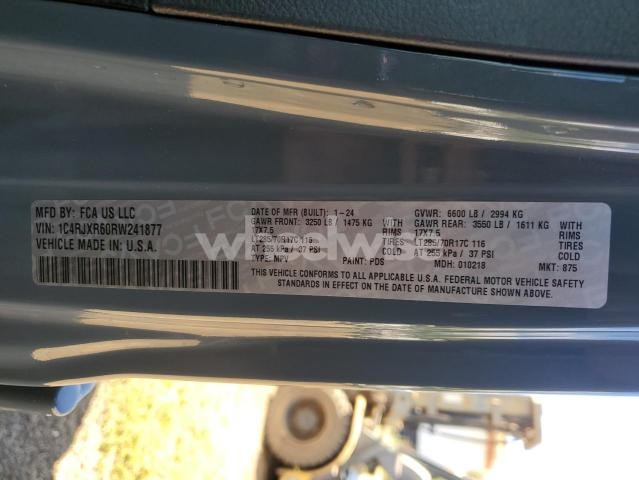 MFD BY: FCA US LLC
VIN: 1C4RJXR60RW241877
VEHICLE MADE IN: U.S.A.
DATE OF MFR (BUILT): 1-24
GVWR: 6600 LB / 2994 KG
GAWR FRONT: 3250 LB / 1475 KG
GAWR REAR: 3550 LB / 1611 KG
17X7.5 RIMS 17X7.5 RIMS
LT285/70R17C 116 TIRES LT285/70R17C 116 TIRES
AT 255 kPa / 37 PSI COLD AT 255 kPa / 37 PSI COLD
TYPE: MPV PAINT: PDS MDH: 010218 MKT: 875
THIS VEHICLE CONFORMS TO ALL APPLICABLE U.S.A. FEDERAL MOTOR VEHICLE SAFETY
STANDARDS IN EFFECT ON THE DATE OF MANUFACTURE SHOWN ABOVE.